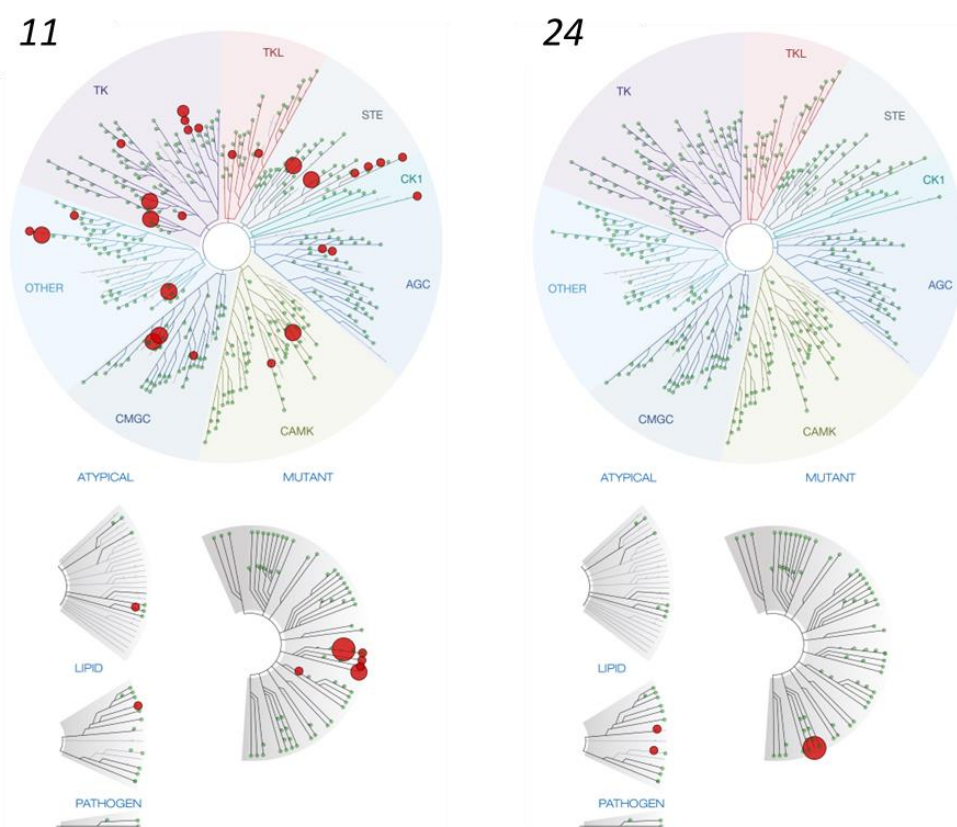 11
TKL
TK
STE
CK1
OTHER
AGC
CMGC
CAMK
ATYPICAL
MUTANT
LIPID
PATHOGEN
24
TKL
TK
STE
CK1
OTHER
AGC
CMGC
CAMK
ATYPICAL
MUTANT
LIPID
PATHOGEN